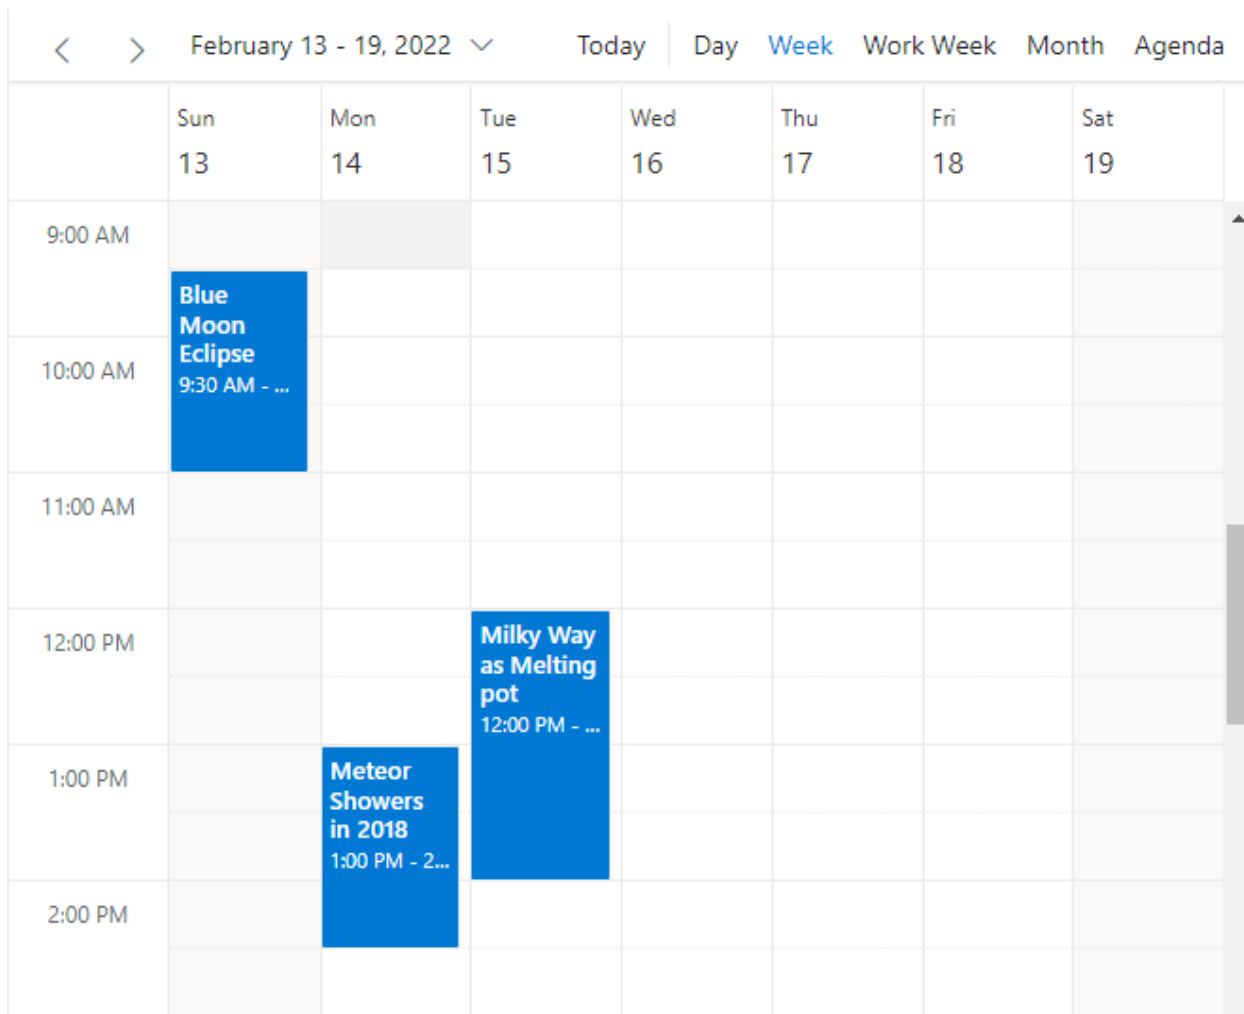 February 13 - 19, 2022 Today Day Week Work Week Month Agenda
Sun Mon Tue Wed Thu Fri Sat
13 14 15 16 17 18 19
9:00 AM
Blue
Moon
Eclipse
9:30 AM - ...
10:00 AM
11:00 AM
12:00 PM
Milky Way
as Melting
pot
12:00 PM - ...
1:00 PM
Meteor
Showers
in 2018
1:00 PM - 2...
2:00 PM